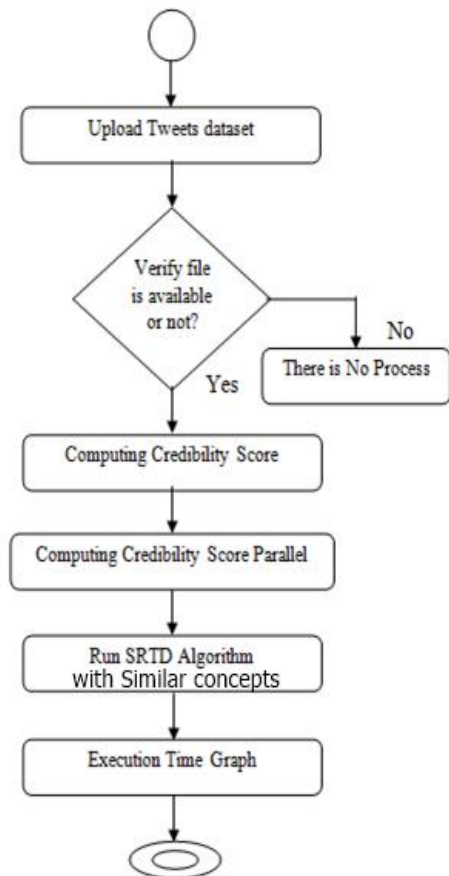 Upload Tweets dataset
Verify file
is available
or not?
No
There is No Process
Yes
Computing Credibility Score
Computing Credibility Score Parallel
Run SRTD Algorithm
with Similar concepts
Execution Time Graph